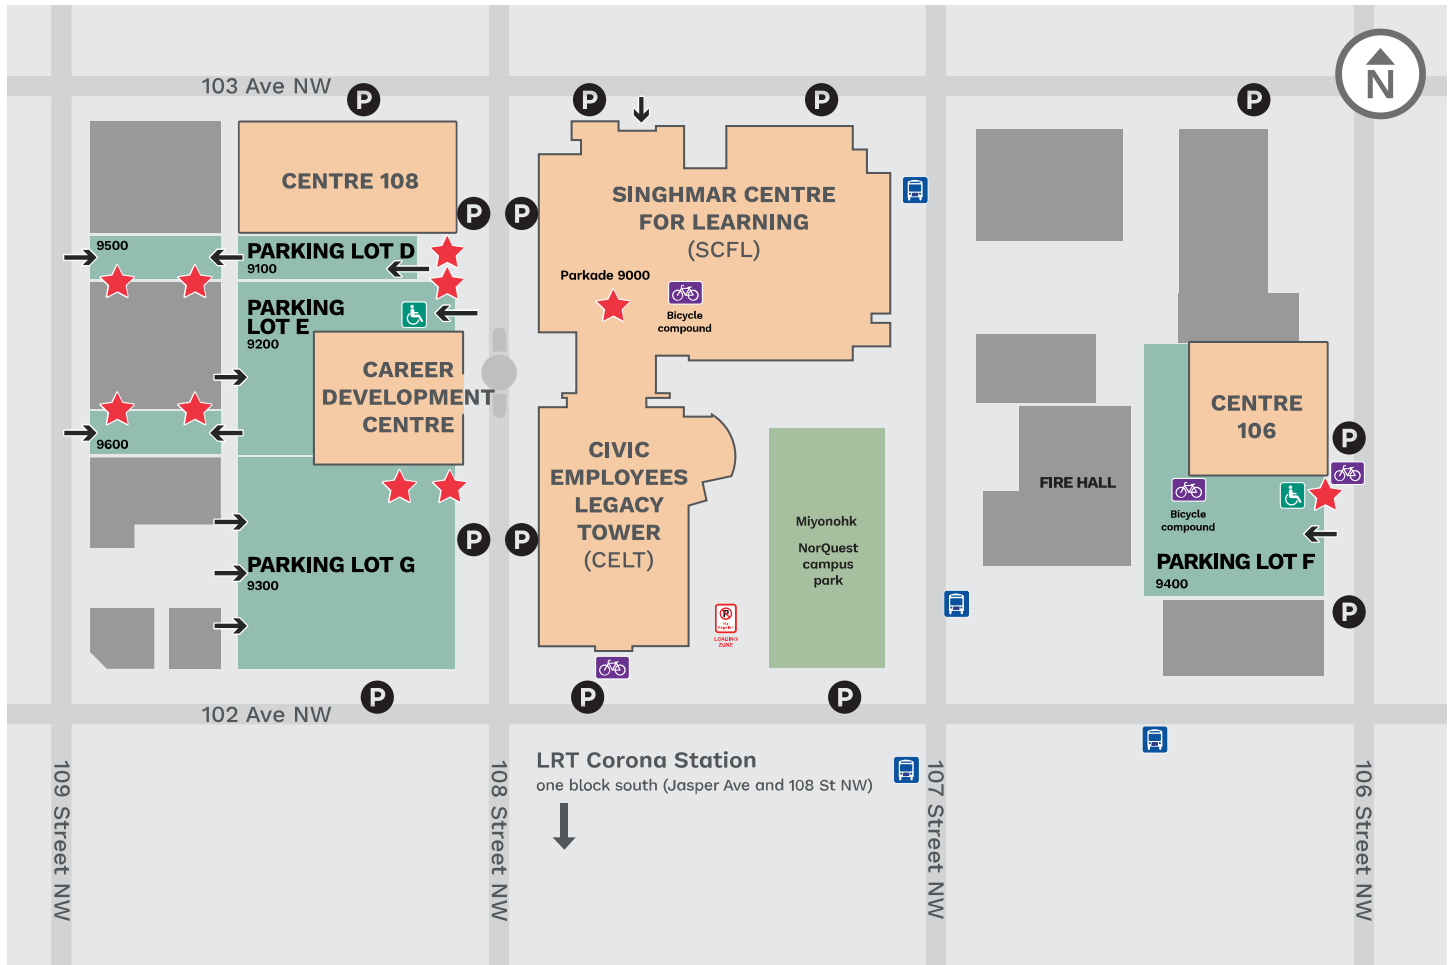 103 Ave NW
P
P
P
P
N
CENTRE 108
SINGHMAR CENTRE
FOR LEARNING
(SCFL)
P
P
9500
PARKING LOT D
9100
Parkade 9000
Bicycle
compound
PARKING
LOT E
9200
CAREER
DEVELOPMENT
CENTRE
CENTRE
106
9600
CIVIC
EMPLOYEES
LEGACY
TOWER
(CELT)
P
FIRE HALL
Bicycle
compound
Miyonohk
NorQuest
campus
park
P
P
PARKING LOT G
9300
PARKING LOT F
9400
P
LOADING
ZONE
P
P
P
P
102 Ave NW
LRT Corona Station
one block south (Jasper Ave and 108 St NW)
109 Street NW
108 Street NW
107 Street NW
106 Street NW